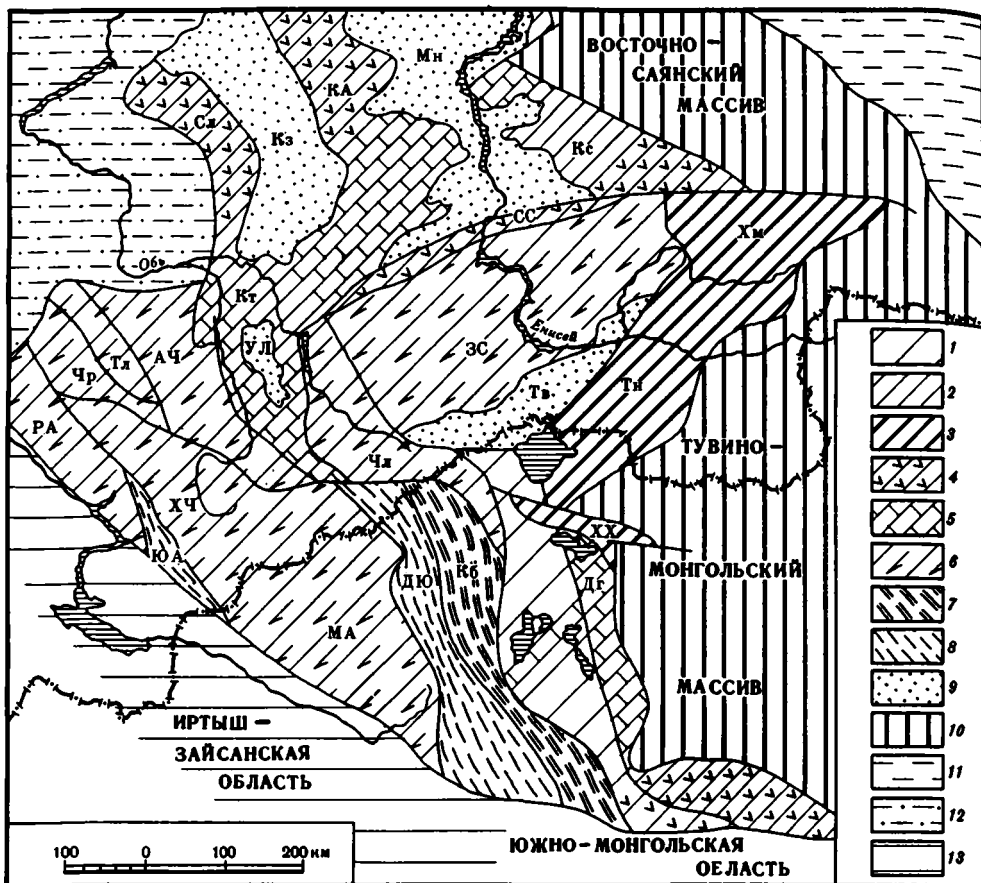 ВОСТОЧНО –
САЯНСКИЙ
МАССИВ
Мн
КА
Сл
Кз
Кс
СС
Хм
Обь
Кт
Енисей
ЗС
УЛ
АЧ
Тл
Чр
Тв
Тн
РА
Чл
ТУВИНО –
ХЧ
ХХ
ЮА
ДЮ
Кб
МОНГОЛЬСКИЙ
Дг
МА
МАССИВ
ИРТЫШ –
ЗАЙСАНСКАЯ
ОБЛАСТЬ
ЮЖНО – МОНГОЛЬСКАЯ
ОЕЛАСТЬ
100 0 100 200 км
1
2
3
4
5
6
7
8
9
10
11
12
13